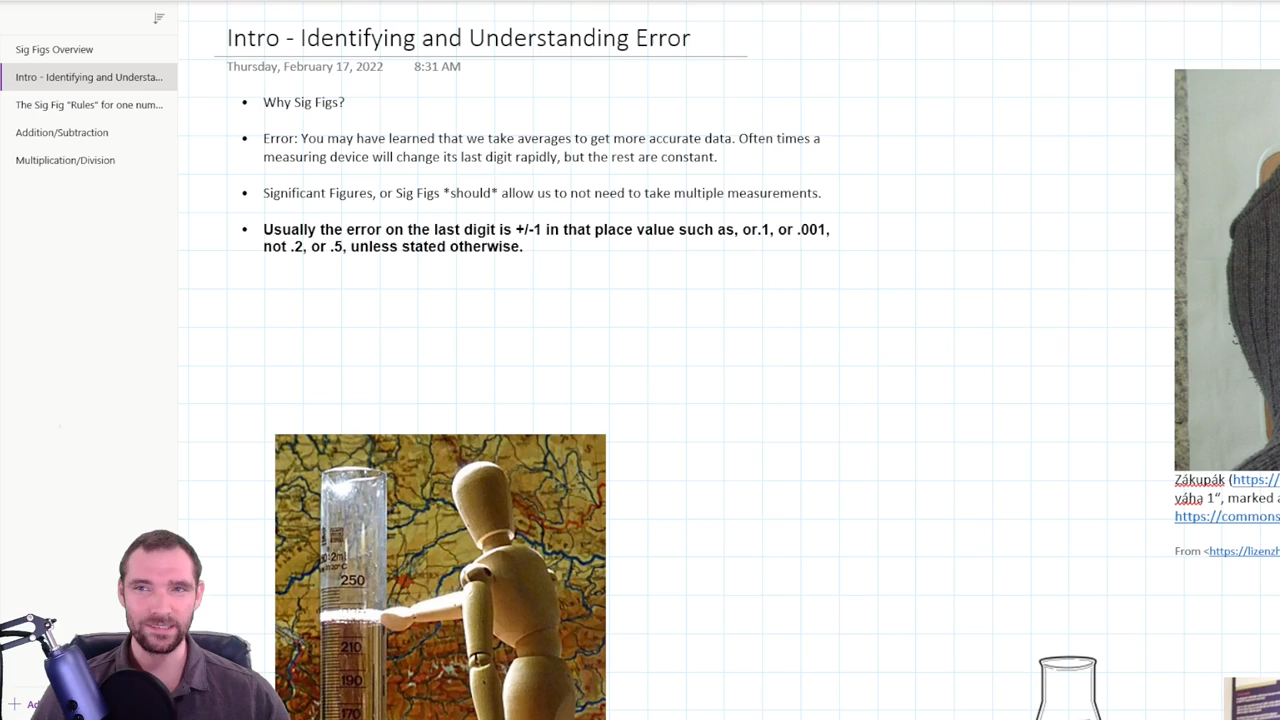 Sig Figs Overview
Intro - Identifying and Understa...
The Sig Fig "Rules" for one num...
Addition/Subtraction
Multiplication/Division
Intro - Identifying and Understanding Error
Thursday, February 17, 2022 8:31 AM
• Why Sig Figs?
• Error: You may have learned that we take averages to get more accurate data. Often times a
measuring device will change its last digit rapidly, but the rest are constant.
• Significant Figures, or Sig Figs *should* allow us to not need to take multiple measurements.
• Usually the error on the last digit is +/-1 in that place value such as, or.1, or .001,
not .2, or .5, unless stated otherwise.
250
210
190
170
Zákupák (https://
váha 1“, marked a
https://commons
From <https://lizenzh
Ad